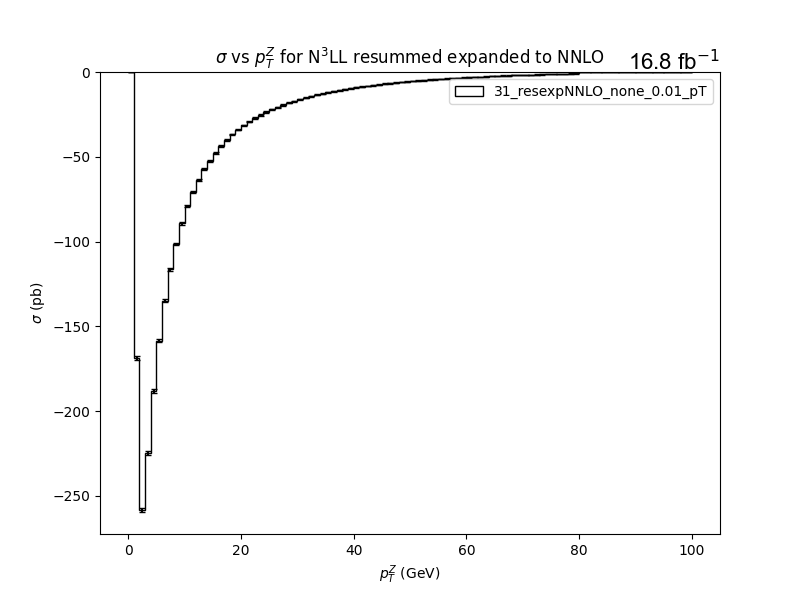 σ vs p_T^Z for N³LL resummed expanded to NNLO
16.8 fb⁻¹
31_resexpNNLO_none_0.01_pT
0
−50
−100
−150
−200
−250
σ (pb)
0 20 40 60 80 100
p_T^Z (GeV)